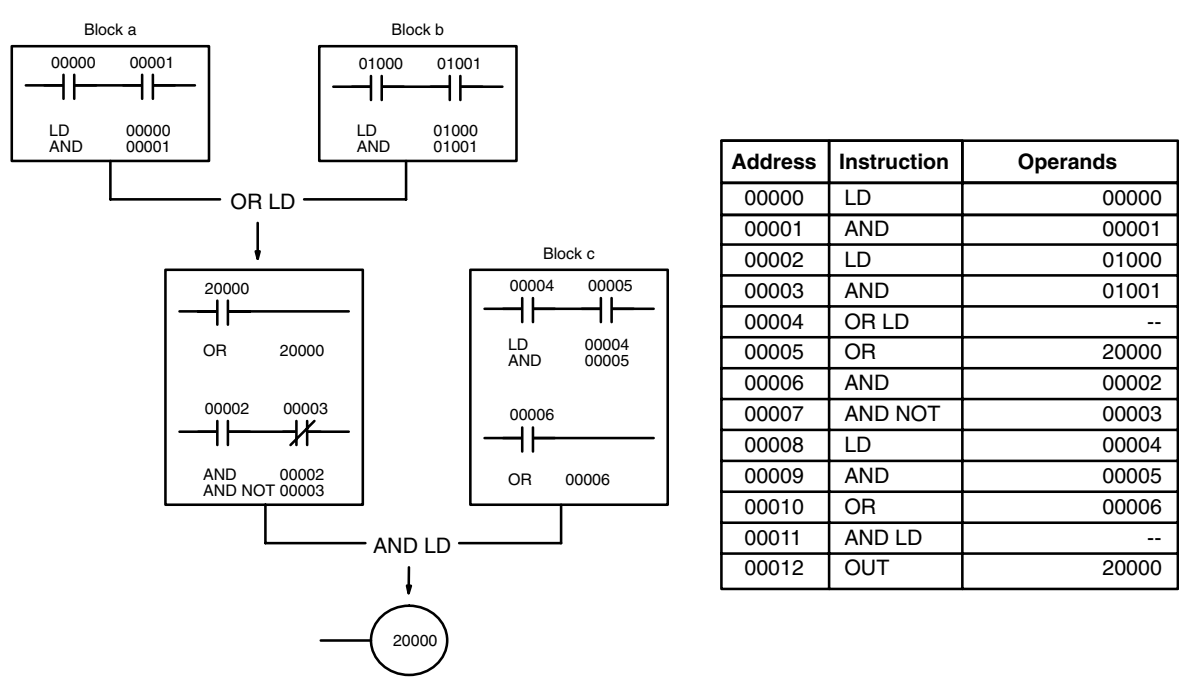 Block a
00000 00001
LD 00000
AND 00001
Block b
01000 01001
LD 01000
AND 01001
OR LD
20000
OR 20000
00002 00003
AND 00002
AND NOT 00003
Block c
00004 00005
LD 00004
AND 00005
00006
OR 00006
AND LD
20000
Address Instruction Operands
00000 LD 00000
00001 AND 00001
00002 LD 01000
00003 AND 01001
00004 OR LD --
00005 OR 20000
00006 AND 00002
00007 AND NOT 00003
00008 LD 00004
00009 AND 00005
00010 OR 00006
00011 AND LD --
00012 OUT 20000